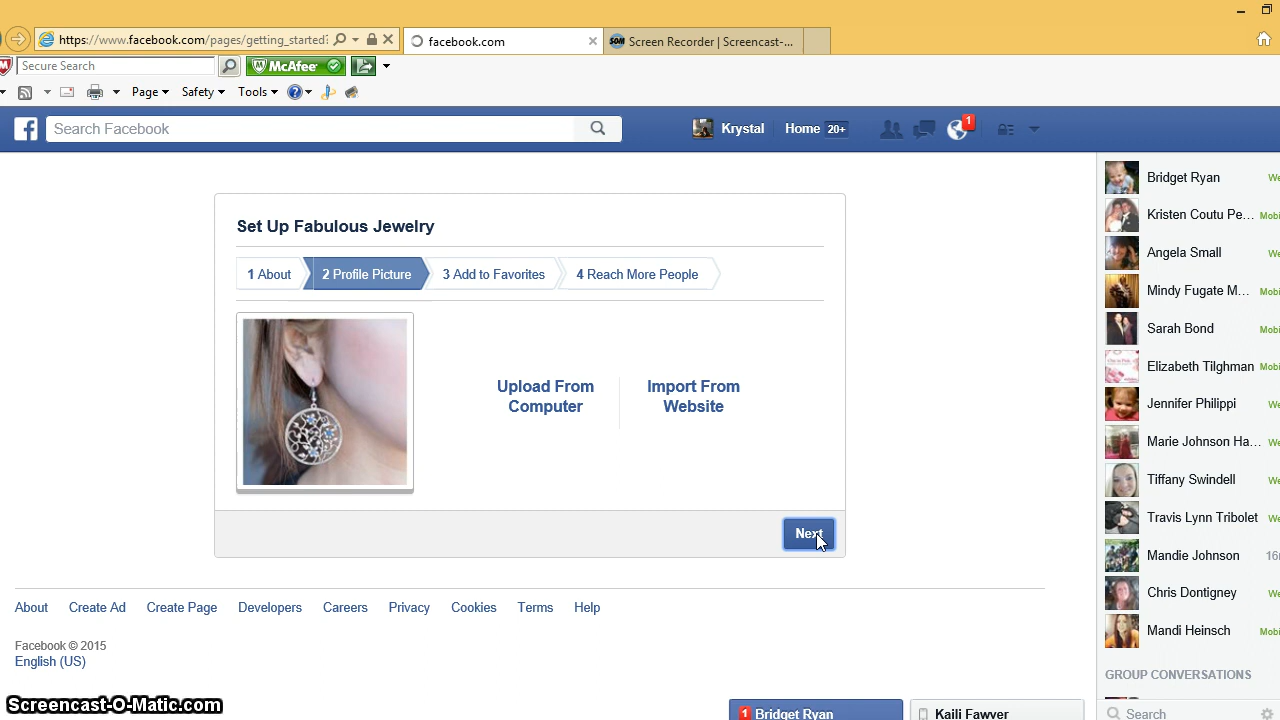 https://www.facebook.com/pages/getting_started?
facebook.com
SOM Screen Recorder | Screencast-...
Secure Search
McAfee
Page
Safety
Tools
Search Facebook
Krystal
Home 20+
1
Set Up Fabulous Jewelry
1 About
2 Profile Picture
3 Add to Favorites
4 Reach More People
Upload From
Computer
Import From
Website
Next
About
Create Ad
Create Page
Developers
Careers
Privacy
Cookies
Terms
Help
Facebook © 2015
English (US)
Bridget Ryan
Kristen Coutu Pe...
Angela Small
Mindy Fugate M...
Sarah Bond
Elizabeth Tilghman
Jennifer Philippi
Marie Johnson Ha...
Tiffany Swindell
Travis Lynn Tribolet
Mandie Johnson
Chris Dontigney
Mandi Heinsch
GROUP CONVERSATIONS
Search
1 Bridget Ryan
Kaili Fawver
Screencast-O-Matic.com